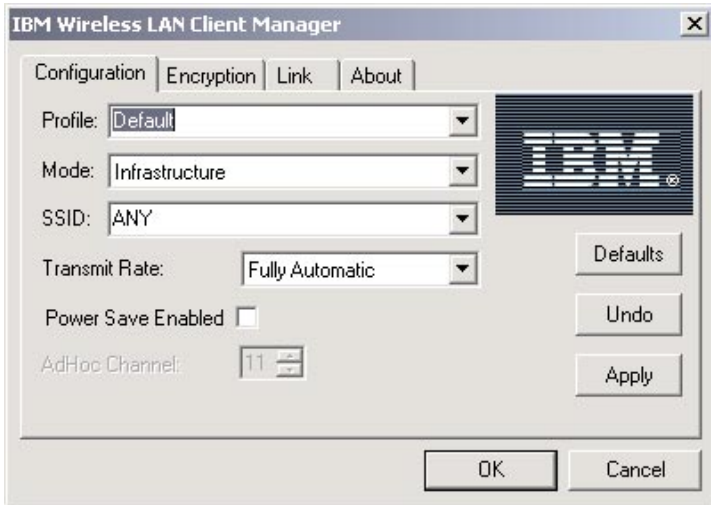 IBM Wireless LAN Client Manager
Configuration Encryption Link About
Profile: Default
IBM®
Mode: Infrastructure
SSID: ANY
Defaults
Transmit Rate: Fully Automatic
Power Save Enabled
Undo
AdHoc Channel: 11
Apply
OK Cancel